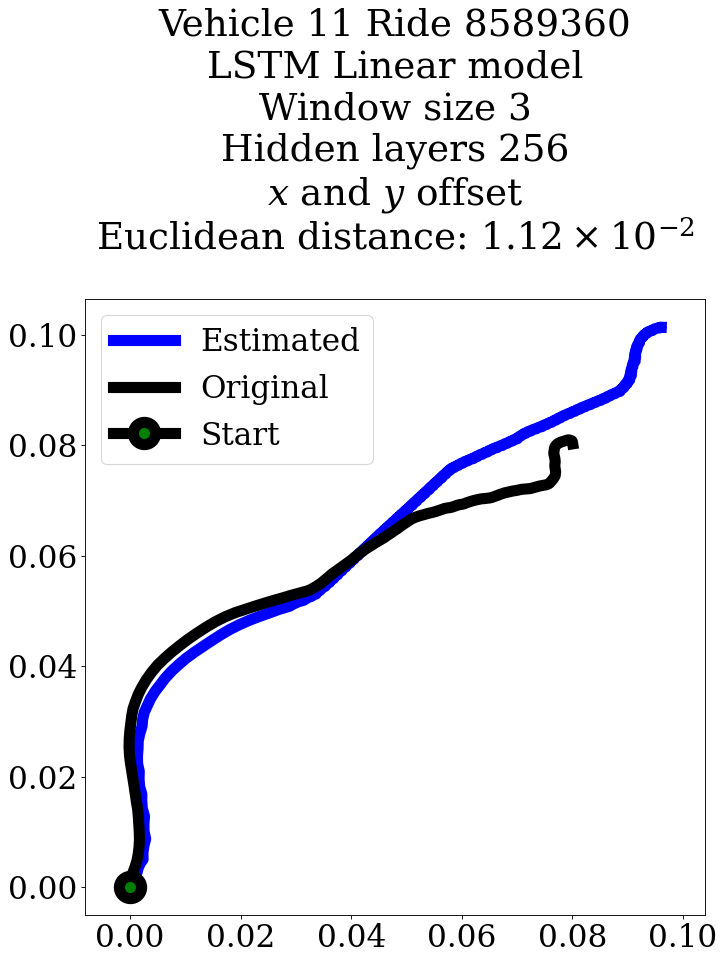 Vehicle 11 Ride 8589360
LSTM Linear model
Window size 3
Hidden layers 256
x and y offset
Euclidean distance: 1.12 × 10⁻²
Estimated
Original
Start
0.10
0.08
0.06
0.04
0.02
0.00
0.00 0.02 0.04 0.06 0.08 0.10